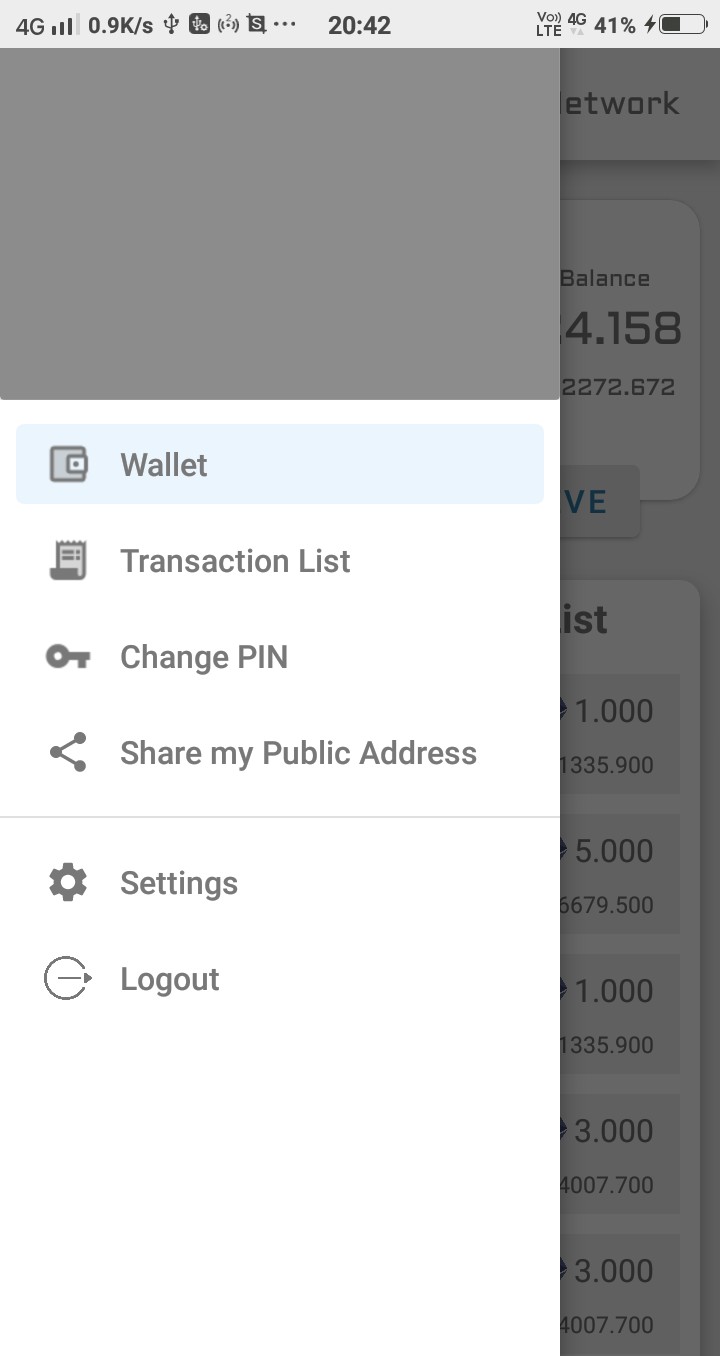 4G 0.9K/s 2 S ... 20:42 Vo)) LTE 4G 41%
Balance
4.158
2272.672
Wallet
VE
Transaction List
ist
Change PIN
1.000
Share my Public Address
1335.900
5.000
Settings
6679.500
Logout
1.000
1335.900
3.000
4007.700
3.000
4007.700